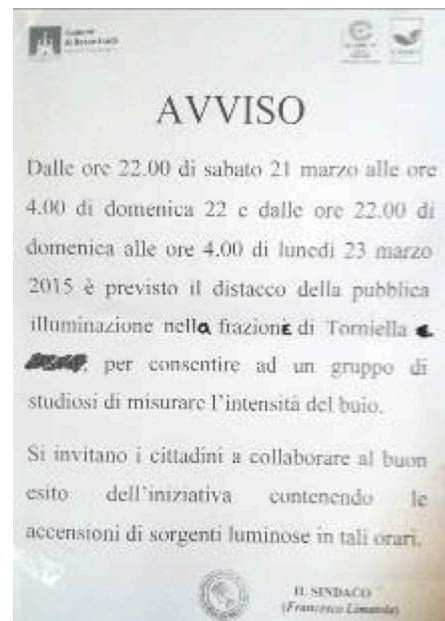 Comune
AVVISO
Dalle ore 22.00 di sabato 21 marzo alle ore
4.00 di domenica 22 e dalle ore 22.00 di
domenica alle ore 4.00 di lunedì 23 marzo
2015 è previsto il distacco della pubblica
illuminazione nella frazione di Torniella e
per consentire ad un gruppo di
studiosi di misurare l'intensità del buio.
Si invitano i cittadini a collaborare al buon
esito dell'iniziativa contenendo le
accensioni di sorgenti luminose in tali orari.
IL SINDACO
(Francesco Limatola)